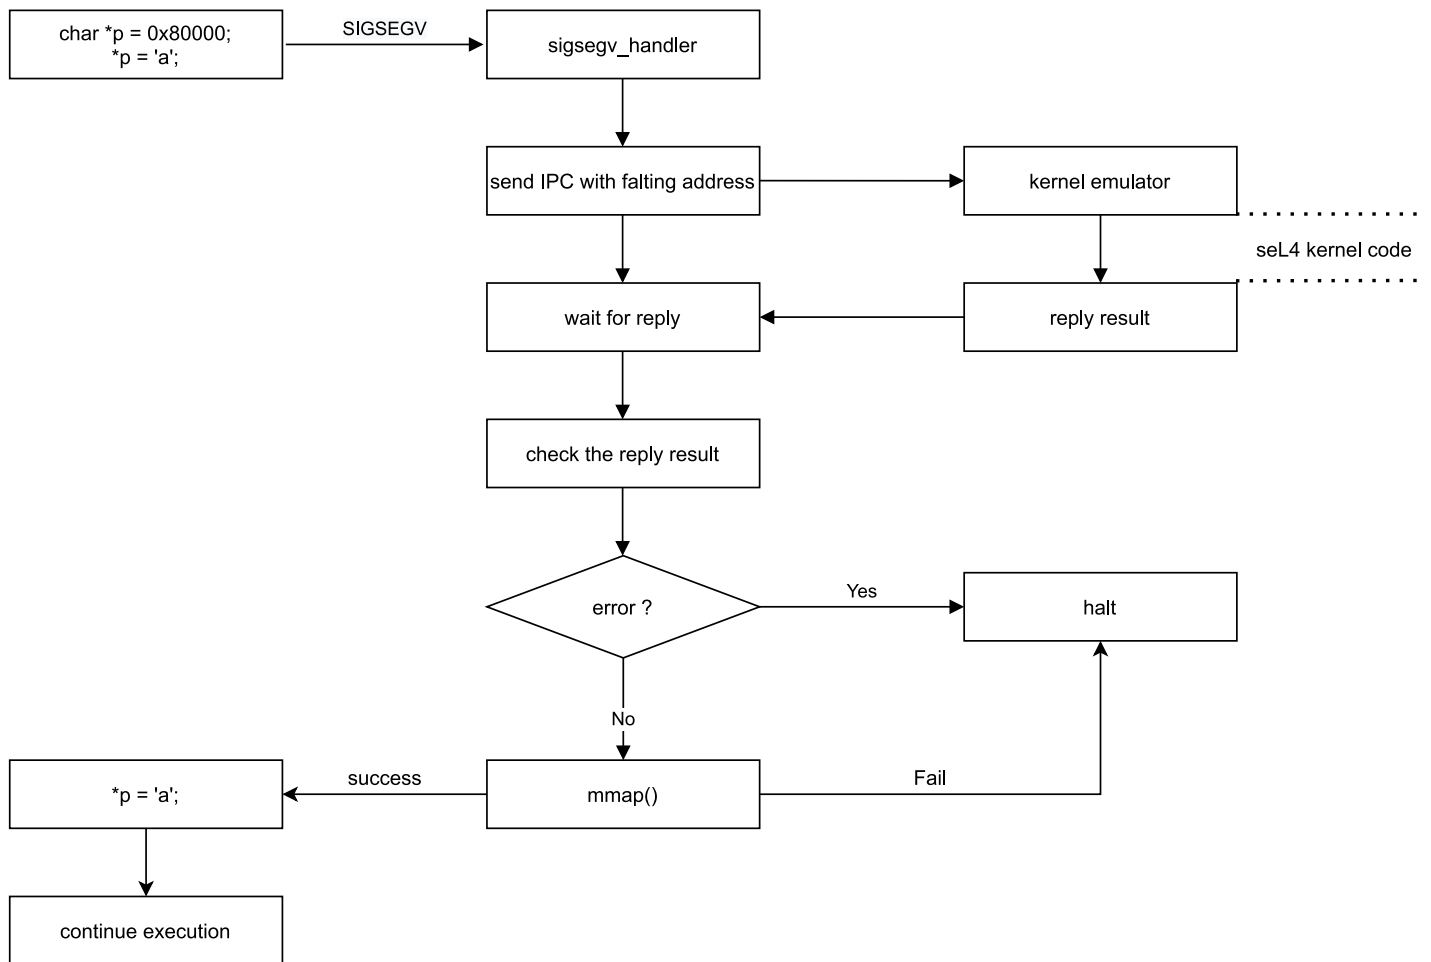 char *p = 0x80000;
*p = 'a';
SIGSEGV
sigsegv_handler
send IPC with falting address
kernel emulator
seL4 kernel code
wait for reply
reply result
check the reply result
error ?
Yes
halt
No
*p = 'a';
success
mmap()
Fail
continue execution